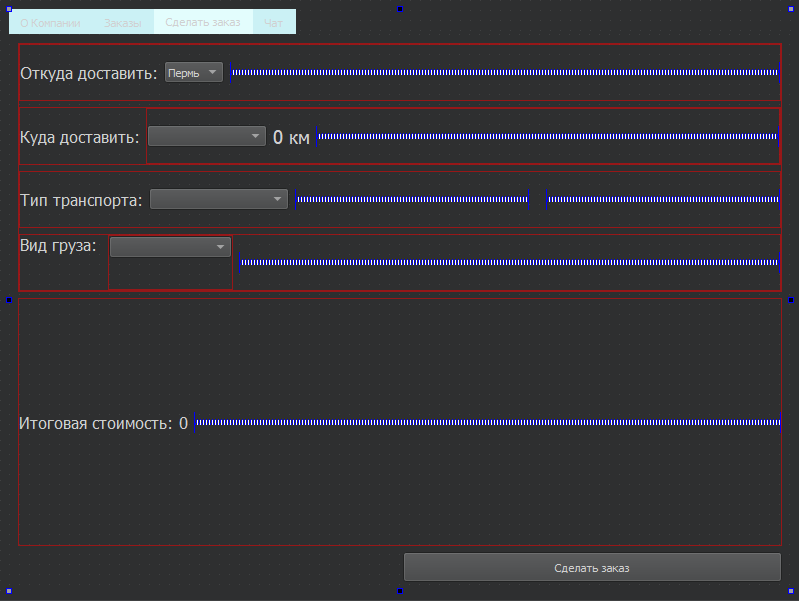 О Компании Заказы Сделать заказ Чат
Откуда доставить: Пермь
Куда доставить: 0 км
Тип транспорта:
Вид груза:
Итоговая стоимость: 0
Сделать заказ